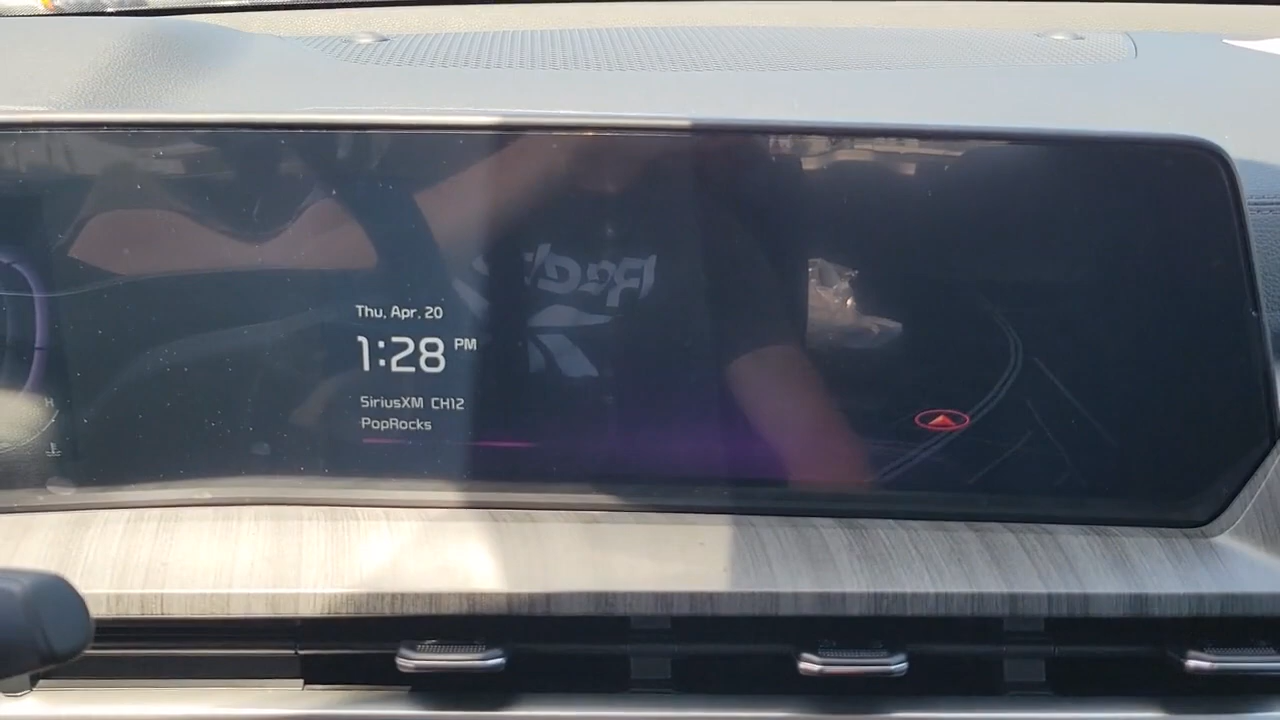 Thu, Apr. 20
1:28 PM
SiriusXM CH12
PopRocks
H